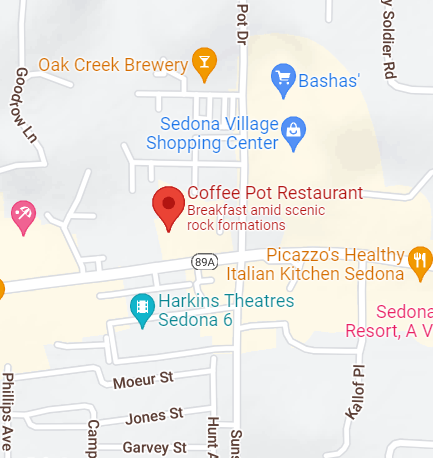 Pot Dr
y Soldier Rd
Oak Creek Brewery
Goodrow Ln
Bashas'
Sedona Village
Shopping Center
Coffee Pot Restaurant
Breakfast amid scenic
rock formations
89A
Picazzo's Healthy
Italian Kitchen Sedona
Harkins Theatres
Sedona 6
Sedona
Resort, A V
Moeur St
Kallof Pl
Phillips Ave
Jones St
Camp
Garvey St
Hunt A
Suns